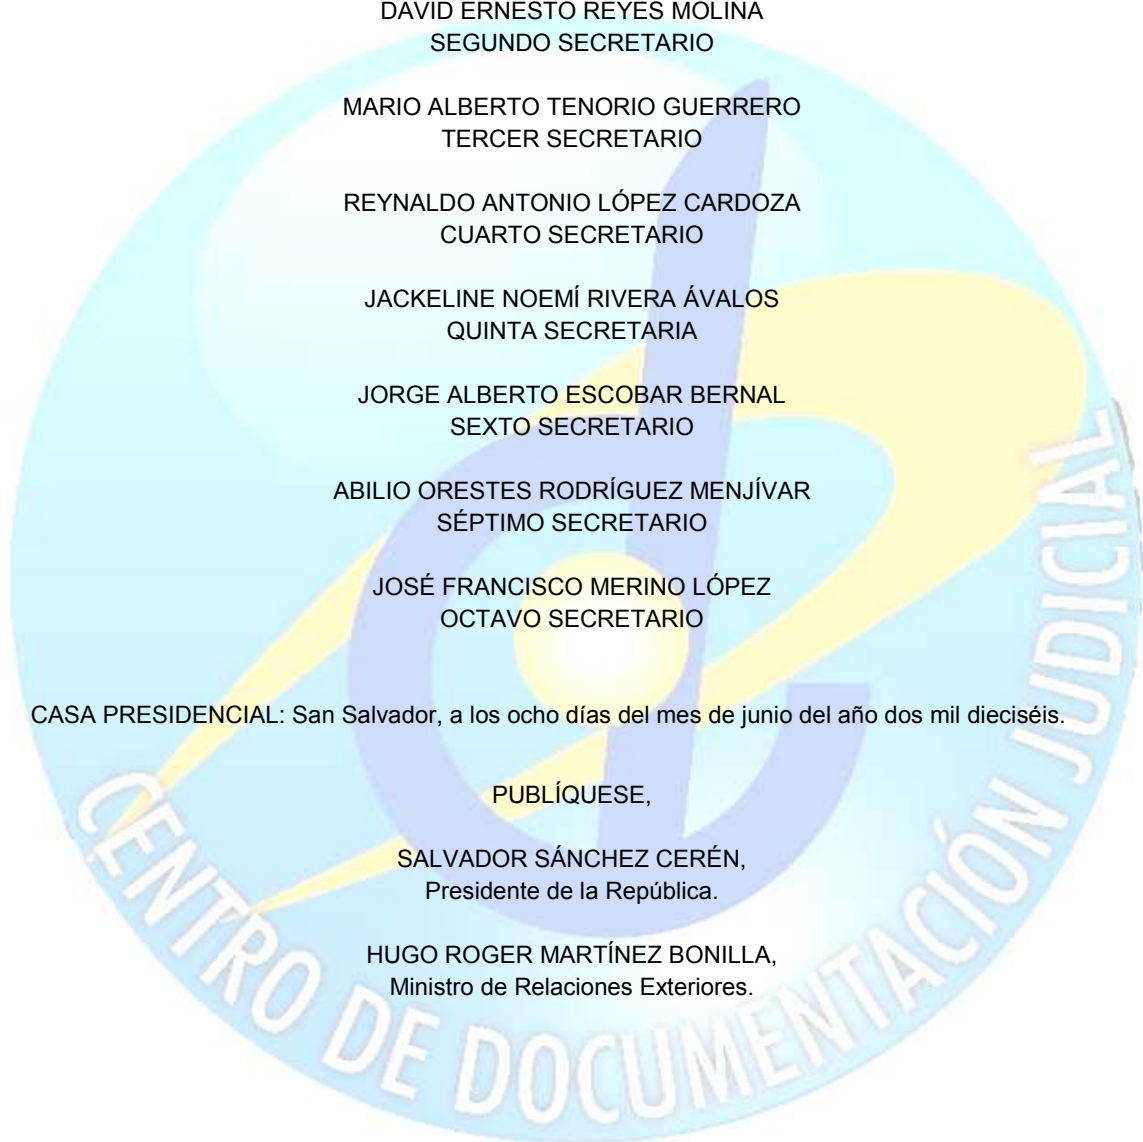 DAVID ERNESTO REYES MOLINA
SEGUNDO SECRETARIO
MARIO ALBERTO TENORIO GUERRERO
TERCER SECRETARIO
REYNALDO ANTONIO LÓPEZ CARDOZA
CUARTO SECRETARIO
JACKELINE NOEMÍ RIVERA ÁVALOS
QUINTA SECRETARIA
JORGE ALBERTO ESCOBAR BERNAL
SEXTO SECRETARIO
ABILIO ORESTES RODRÍGUEZ MENJÍVAR
SÉPTIMO SECRETARIO
JOSÉ FRANCISCO MERINO LÓPEZ
OCTAVO SECRETARIO
CASA PRESIDENCIAL: San Salvador, a los ocho días del mes de junio del año dos mil dieciséis.
PUBLÍQUESE,
SALVADOR SÁNCHEZ CERÉN,
Presidente de la República.
HUGO ROGER MARTÍNEZ BONILLA,
Ministro de Relaciones Exteriores.
CENTRO DE DOCUMENTACIÓN JUDICIAL